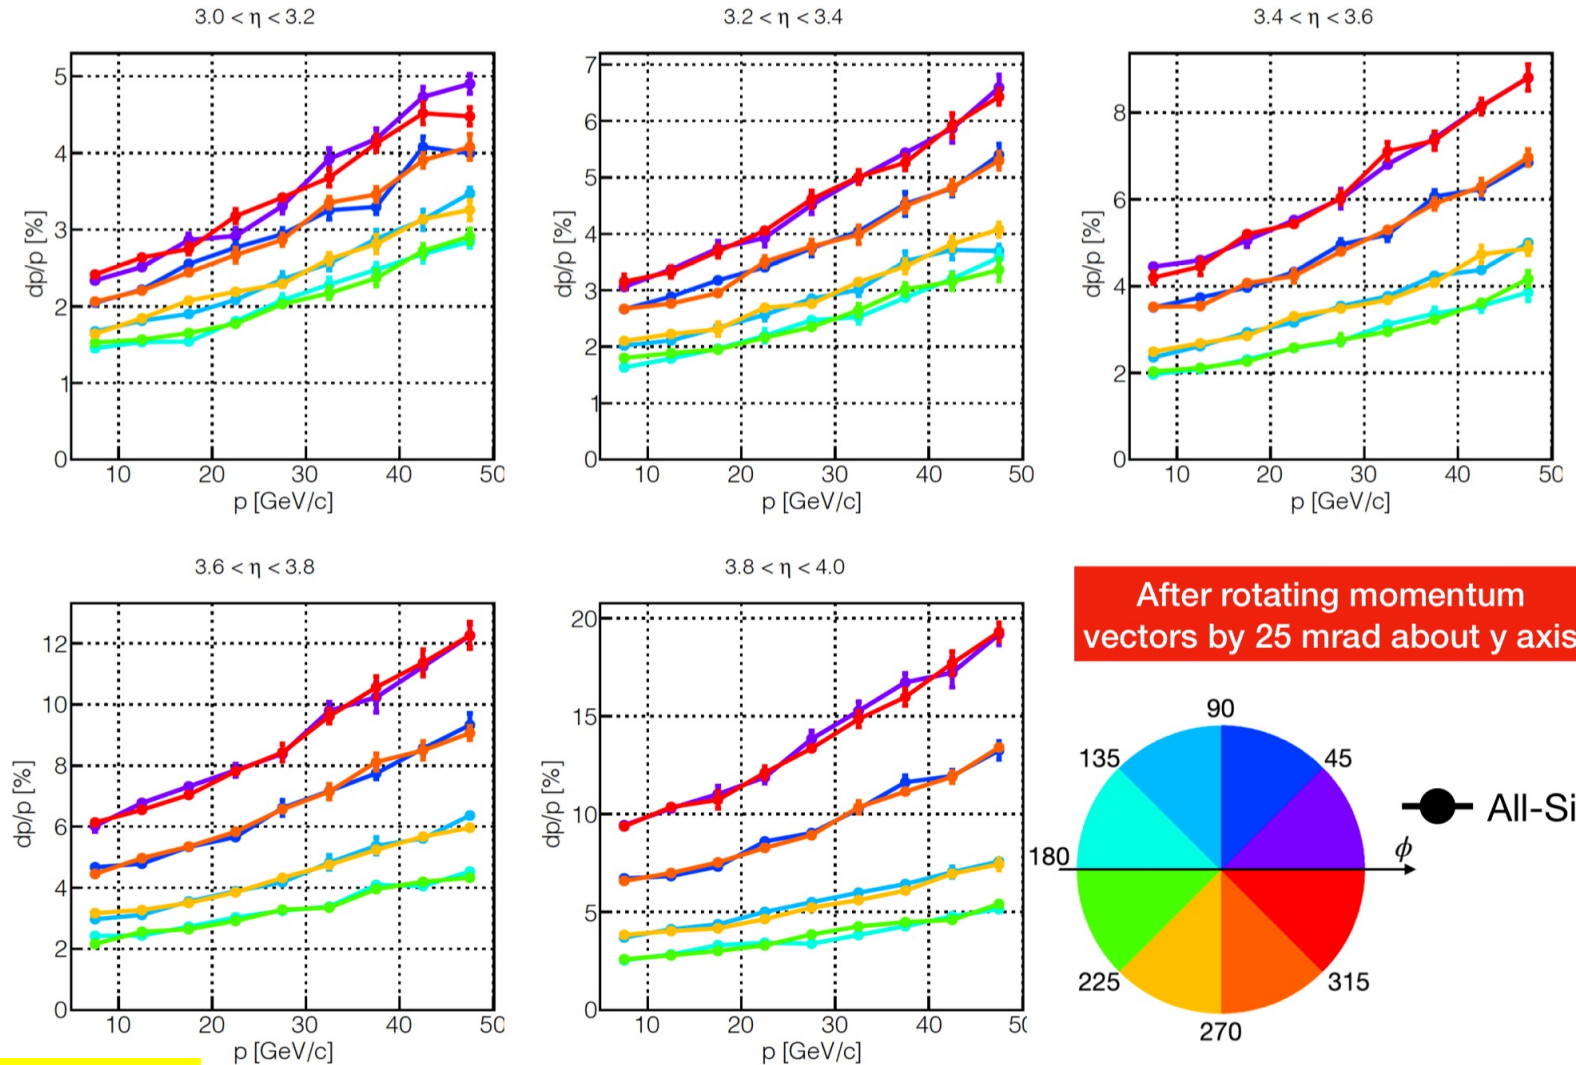 3.0 < η < 3.2
dp/p [%]
5
4
3
2
1
0
10 20 30 40 50
p [GeV/c]
3.2 < η < 3.4
dp/p [%]
7
6
5
4
3
2
1
0
10 20 30 40 50
p [GeV/c]
3.4 < η < 3.6
dp/p [%]
8
6
4
2
0
10 20 30 40 50
p [GeV/c]
3.6 < η < 3.8
dp/p [%]
12
10
8
6
4
2
0
10 20 30 40 50
p [GeV/c]
3.8 < η < 4.0
dp/p [%]
20
15
10
5
0
10 20 30 40 50
p [GeV/c]
After rotating momentum
vectors by 25 mrad about y axis
90
135 45
All-Si
180 ϕ
225 315
270